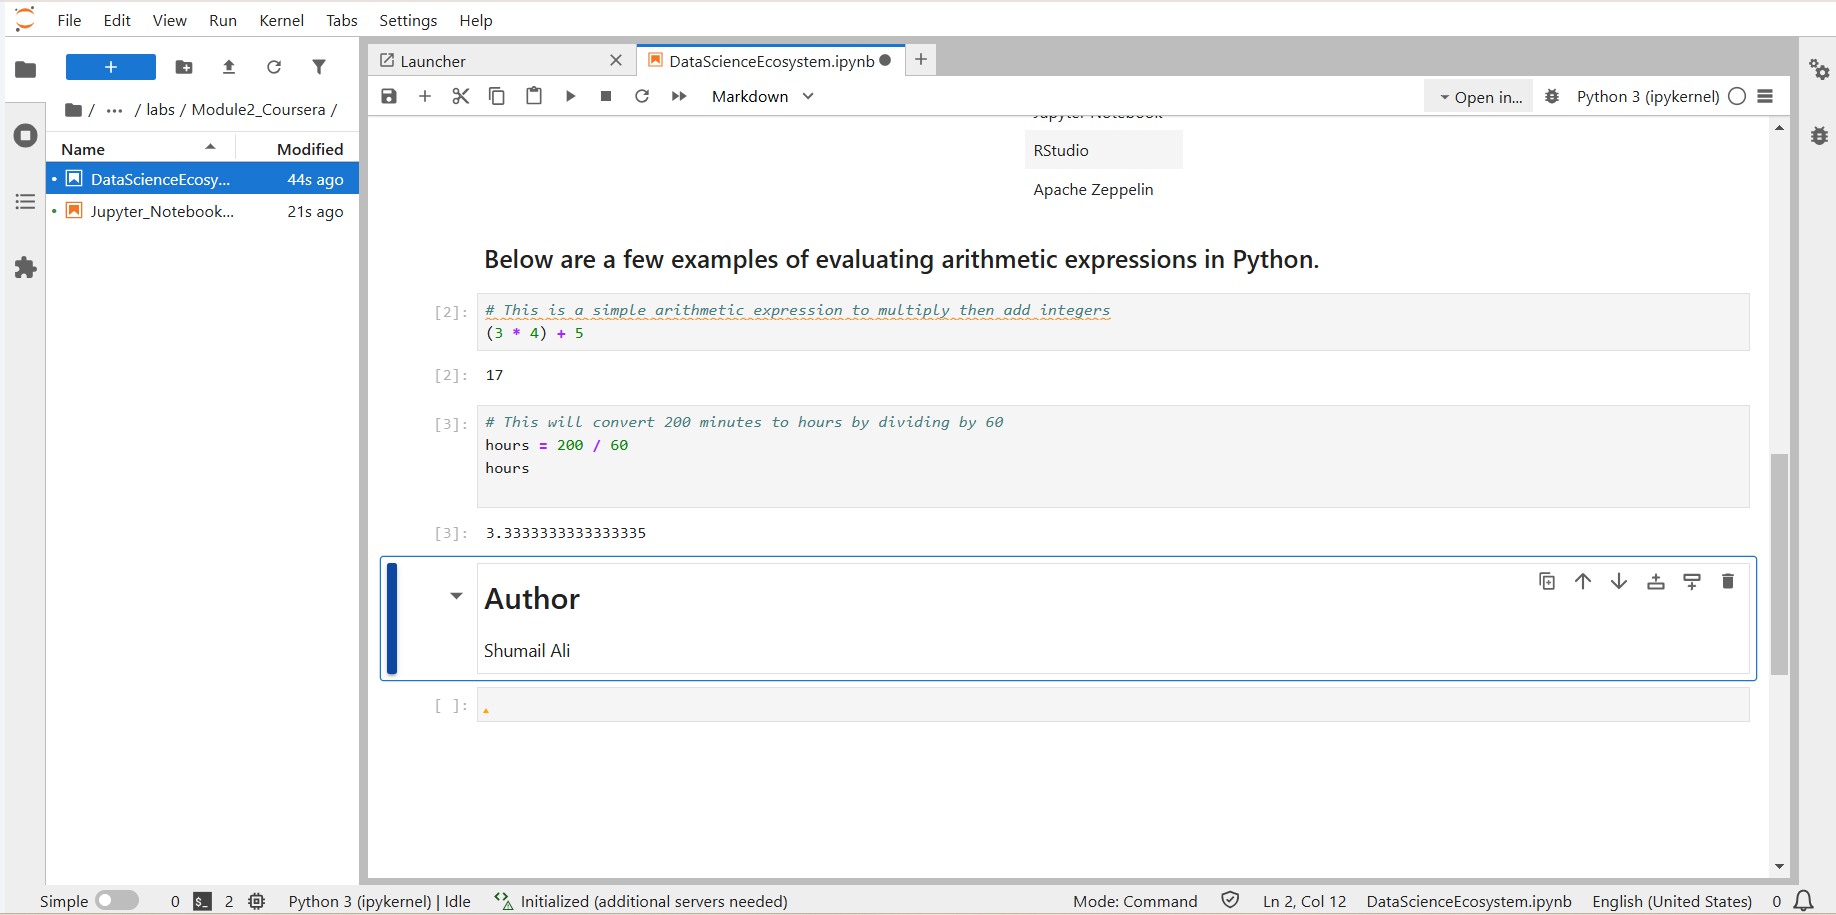 File Edit View Run Kernel Tabs Settings Help
Launcher
DataScienceEcosystem.ipynb
/ ... / labs / Module2_Coursera /
Name Modified
DataScienceEcosy... 44s ago
Jupyter_Notebook... 21s ago
Markdown
Open in...
Python 3 (ipykernel)
Jupyter Notebook
RStudio
Apache Zeppelin
Below are a few examples of evaluating arithmetic expressions in Python.
[2]: # This is a simple arithmetic expression to multiply then add integers
(3 * 4) + 5
[2]: 17
[3]: # This will convert 200 minutes to hours by dividing by 60
hours = 200 / 60
hours
[3]: 3.3333333333333335
Author
Shumail Ali
[ ]:
Simple 0 $_ 2 Python 3 (ipykernel) | Idle Initialized (additional servers needed) Mode: Command Ln 2, Col 12 DataScienceEcosystem.ipynb English (United States) 0